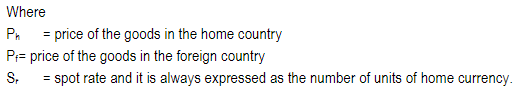 Where
Pₕ = price of the goods in the home country
P_f= price of the goods in the foreign country
Sᵣ = spot rate and it is always expressed as the number of units of home currency.